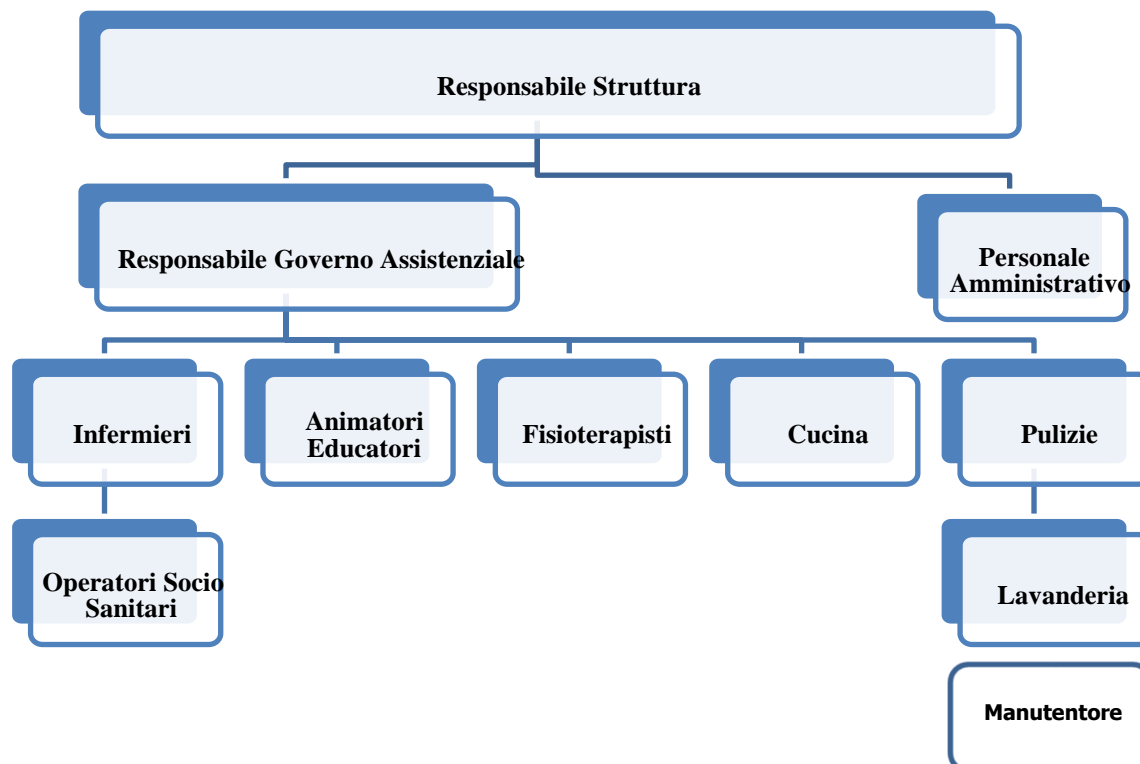 Responsabile Struttura
Responsabile Governo Assistenziale
Personale
Amministrativo
Infermieri
Animatori
Educatori
Fisioterapisti
Cucina
Pulizie
Operatori Socio
Sanitari
Lavanderia
Manutentore